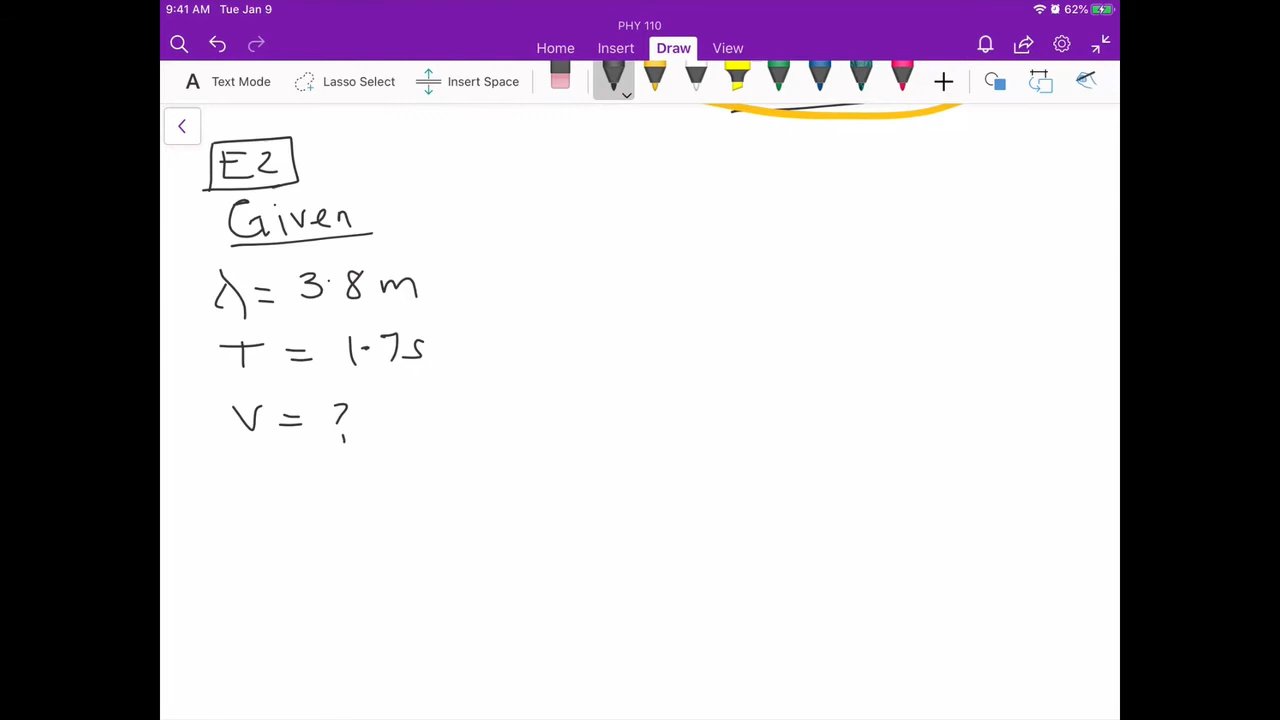 9:41 AM Tue Jan 9
62%
PHY 110
Home Insert Draw View
A Text Mode Lasso Select Insert Space
E2
Given
λ = 3.8 m
T = 1.7s
V = ?